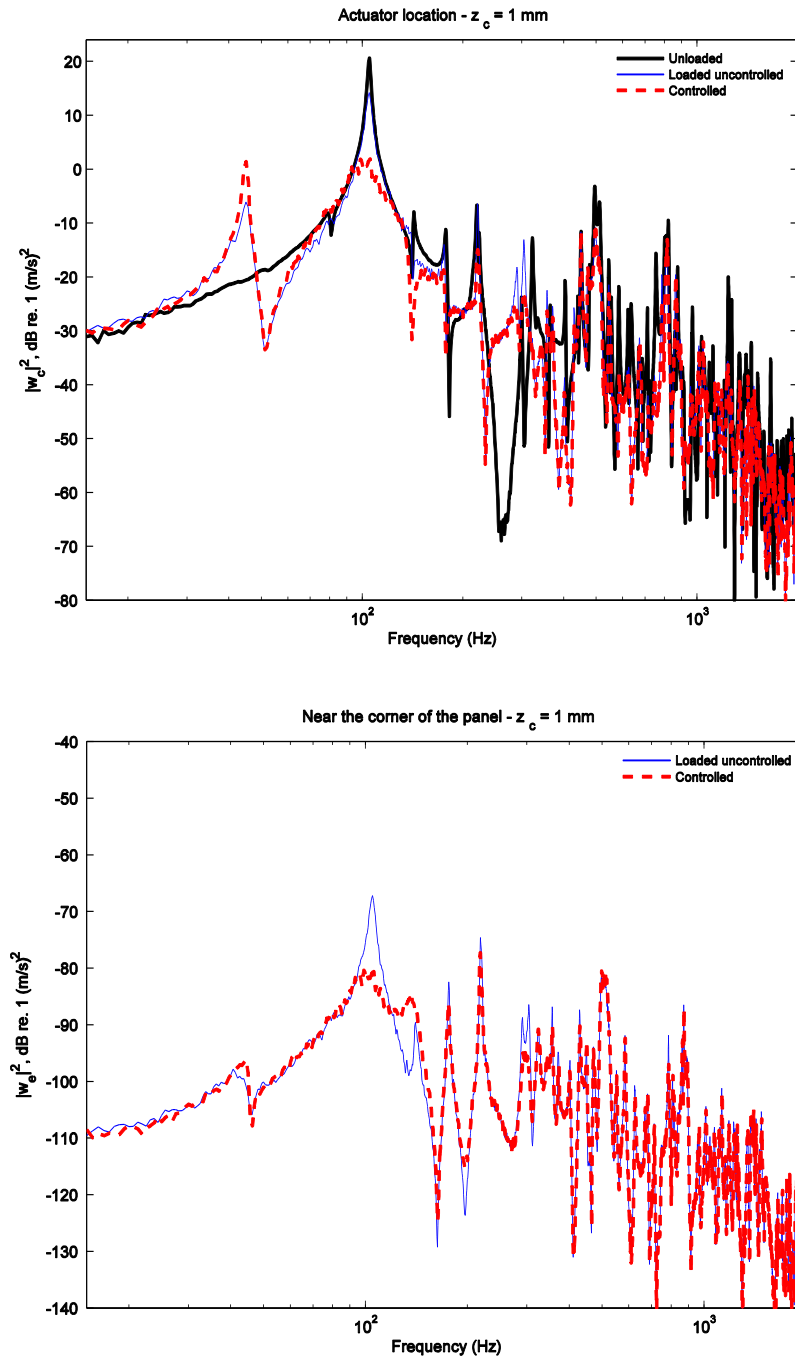 Actuator location - z_c = 1 mm
Unloaded
Loaded uncontrolled
Controlled
20
10
0
-10
-20
-30
-40
-50
-60
-70
-80
|w_c|^2, dB re. 1 (m/s)^2
10^2
10^3
Frequency (Hz)
Near the corner of the panel - z_c = 1 mm
Loaded uncontrolled
Controlled
-40
-50
-60
-70
-80
-90
-100
-110
-120
-130
-140
|w_e|^2, dB re. 1 (m/s)^2
10^2
10^3
Frequency (Hz)